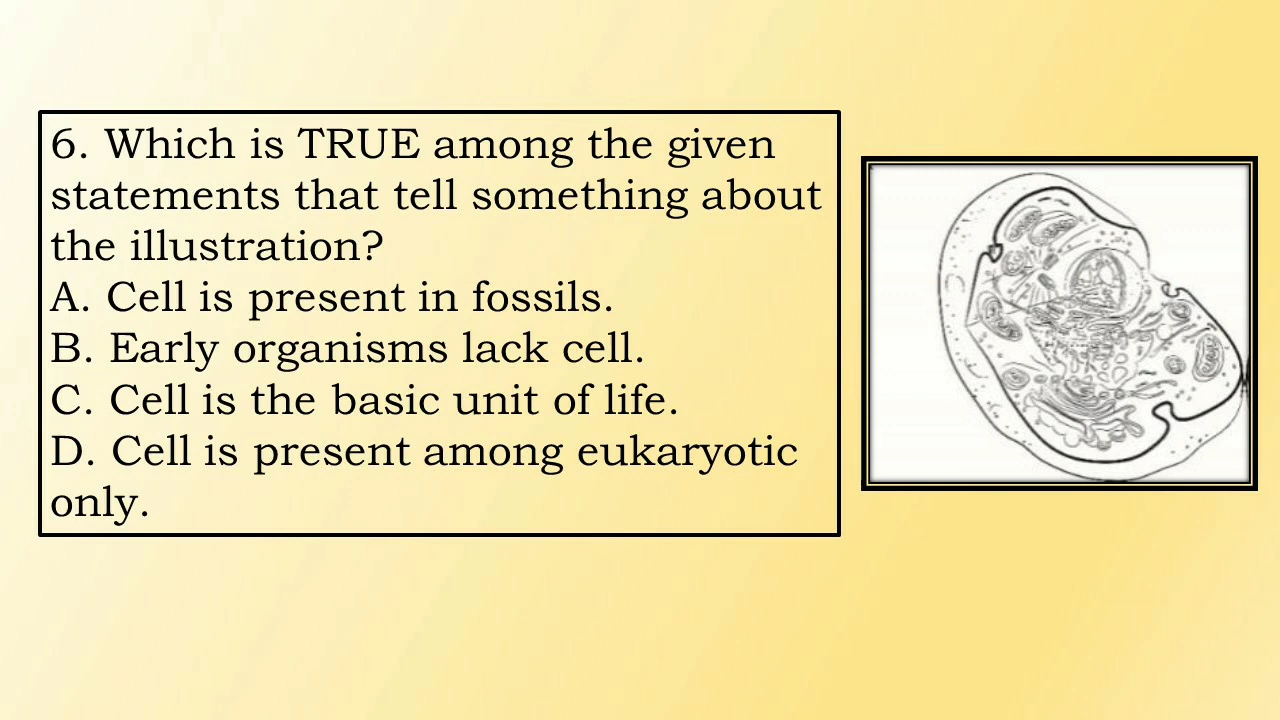 6. Which is TRUE among the given
statements that tell something about
the illustration?
A. Cell is present in fossils.
B. Early organisms lack cell.
C. Cell is the basic unit of life.
D. Cell is present among eukaryotic
only.